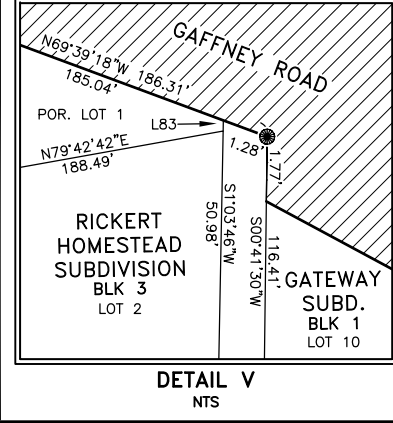 GAFFNEY ROAD
N69°39'18"W 186.31'
185.04'
POR. LOT 1
L83
1.28'
1.77'
N79°42'42"E
188.49'
S1°03'46"W
50.98'
116.41'
S00°41'30"W
RICKERT
HOMESTEAD
SUBDIVISION
BLK 3
LOT 2
GATEWAY
SUBD.
BLK 1
LOT 10
DETAIL V
NTS